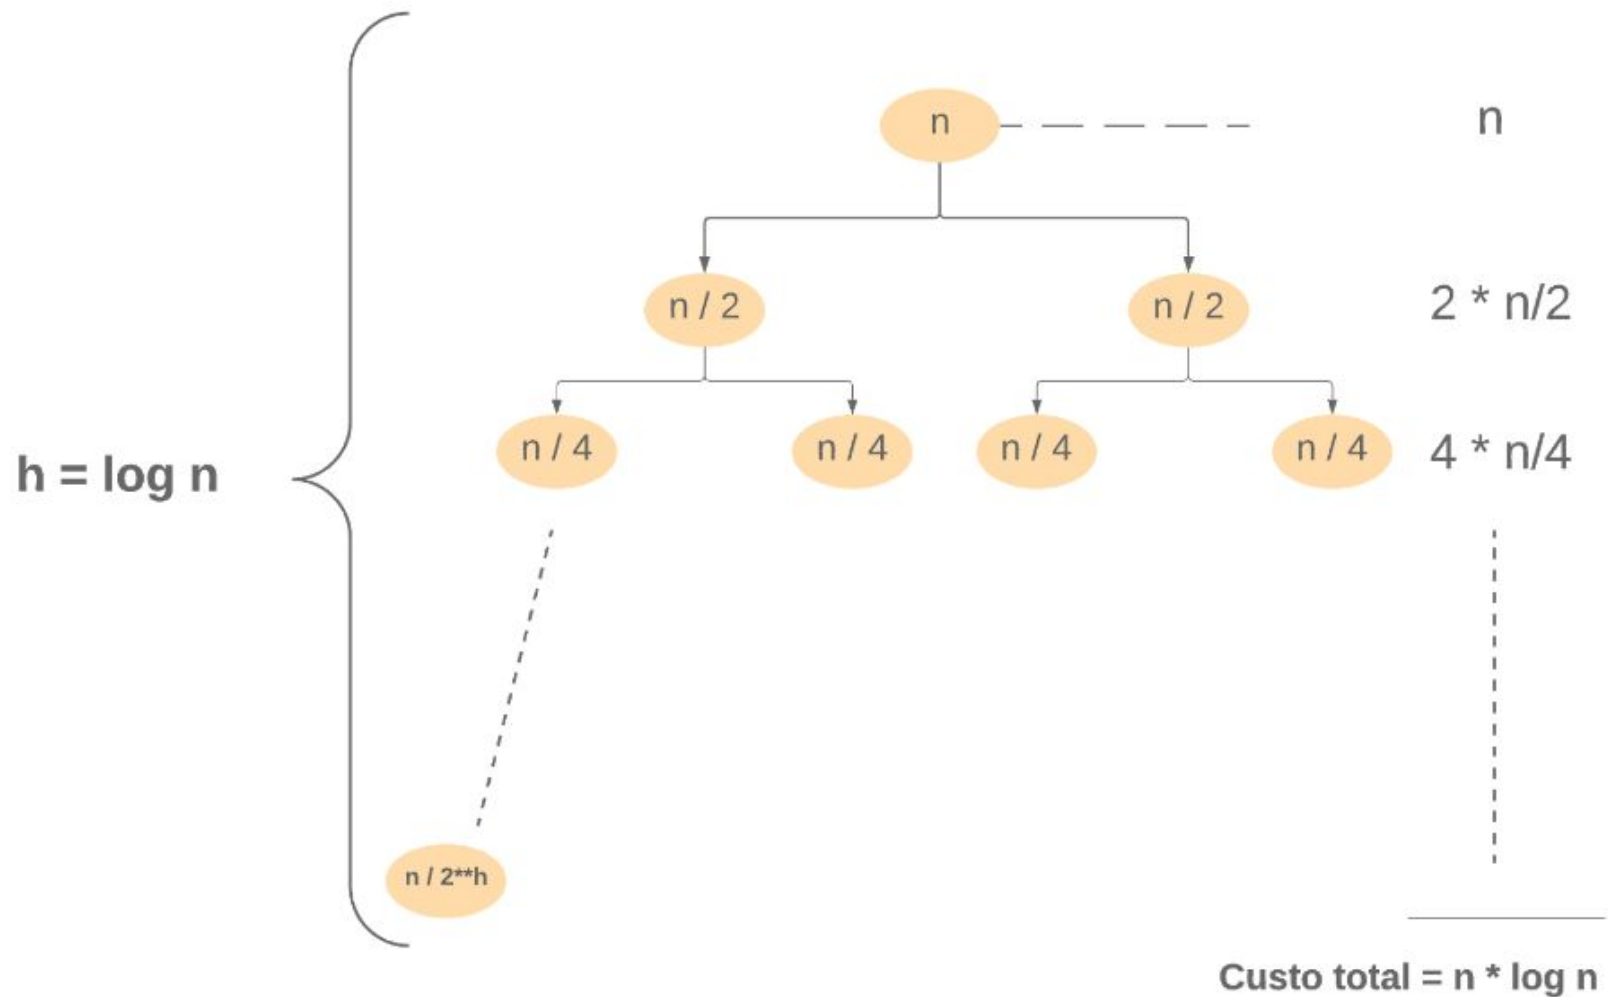 n
n
n / 2
n / 2
2 * n/2
n / 4
n / 4
n / 4
n / 4
4 * n/4
h = log n
n / 2**h
Custo total = n * log n